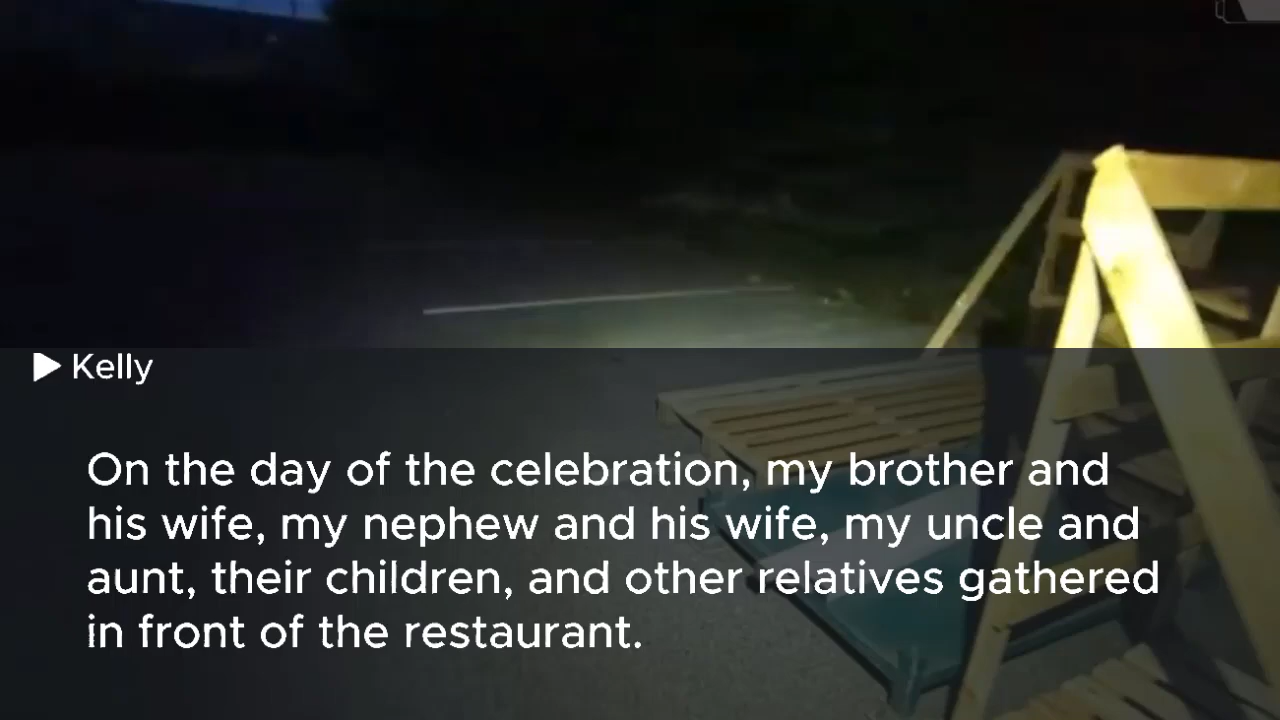 Kelly
On the day of the celebration, my brother and
his wife, my nephew and his wife, my uncle and
aunt, their children, and other relatives gathered
in front of the restaurant.